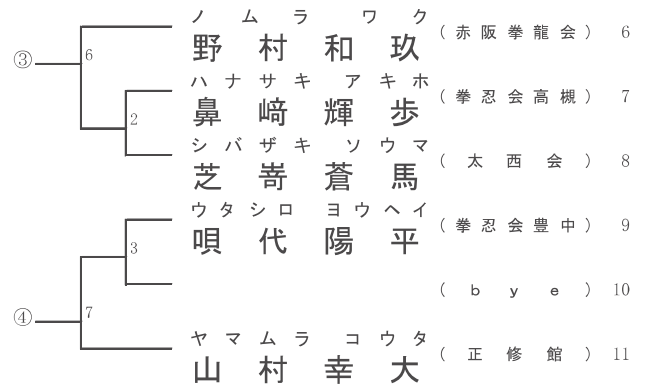 ノムラ ワク
野村和玖 (赤阪拳龍会) 6
③ 6
ハナサキ アキホ
鼻﨑輝歩 (拳忍会高槻) 7
2
シバザキ ソウマ
芝嵜蒼馬 (太西会) 8
ウタシロ ヨウヘイ
唄代陽平 (拳忍会豊中) 9
3
(bye) 10
④ 7
ヤマムラ コウタ
山村幸大 (正修館) 11